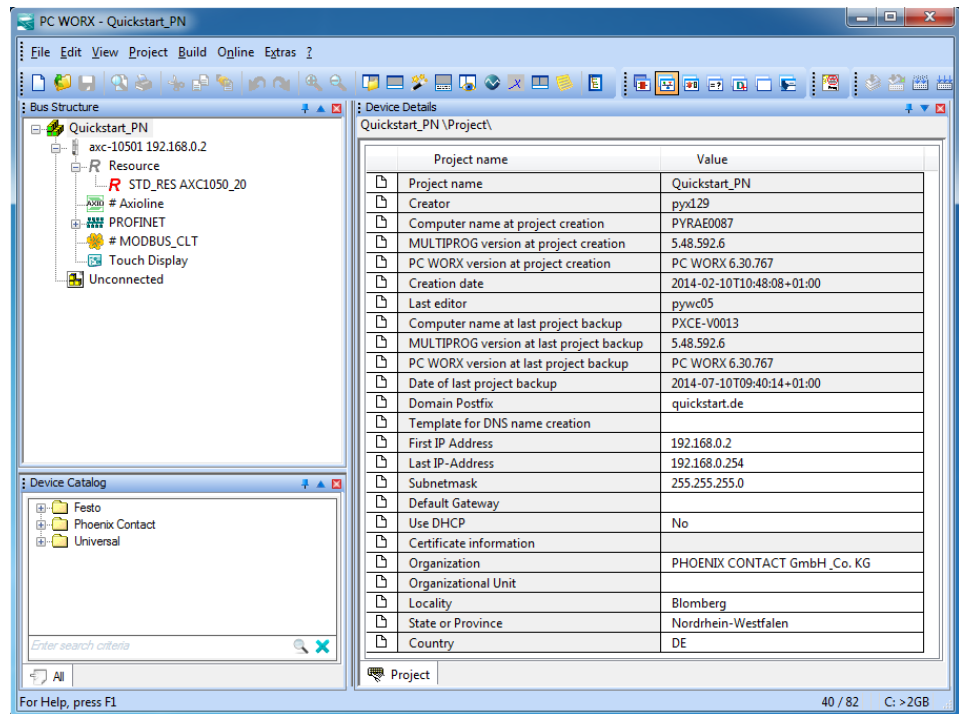 PC WORX - Quickstart_PN
File Edit View Project Build Online Extras ?
Bus Structure
Quickstart_PN
axc-10501 192.168.0.2
Resource
STD_RES AXC1050_20
# Axioline
PROFINET
# MODBUS_CLT
Touch Display
Unconnected
Device Catalog
Festo
Phoenix Contact
Universal
Enter search criteria
All
Device Details
Quickstart_PN \Project\
Project name Value
Project name Quickstart_PN
Creator pyx129
Computer name at project creation PYRAE0087
MULTIPROG version at project creation 5.48.592.6
PC WORX version at project creation PC WORX 6.30.767
Creation date 2014-02-10T10:48:08+01:00
Last editor pywc05
Computer name at last project backup PXCE-V0013
MULTIPROG version at last project backup 5.48.592.6
PC WORX version at last project backup PC WORX 6.30.767
Date of last project backup 2014-07-10T09:40:14+01:00
Domain Postfix quickstart.de
Template for DNS name creation
First IP Address 192.168.0.2
Last IP-Address 192.168.0.254
Subnetmask 255.255.255.0
Default Gateway
Use DHCP No
Certificate information
Organization PHOENIX CONTACT GmbH_Co. KG
Organizational Unit
Locality Blomberg
State or Province Nordrhein-Westfalen
Country DE
Project
For Help, press F1 40 / 82 C: >2GB